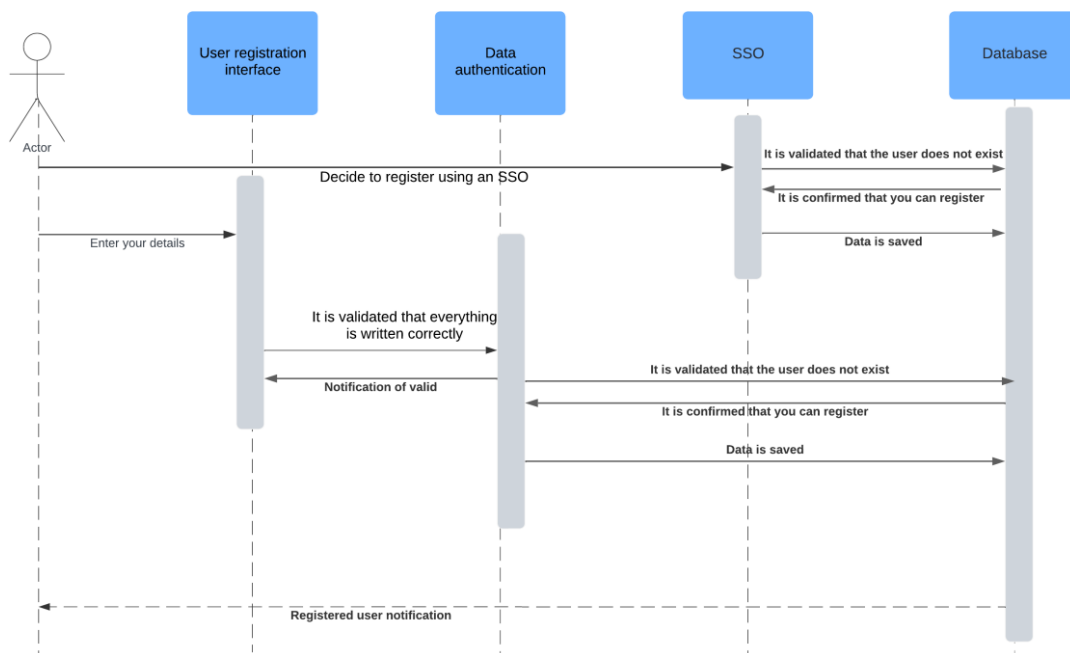 User registration
interface
Data
authentication
SSO
Database
Actor
It is validated that the user does not exist
Decide to register using an SSO
It is confirmed that you can register
Enter your details
Data is saved
It is validated that everything
is written correctly
It is validated that the user does not exist
Notification of valid
It is confirmed that you can register
Data is saved
Registered user notification